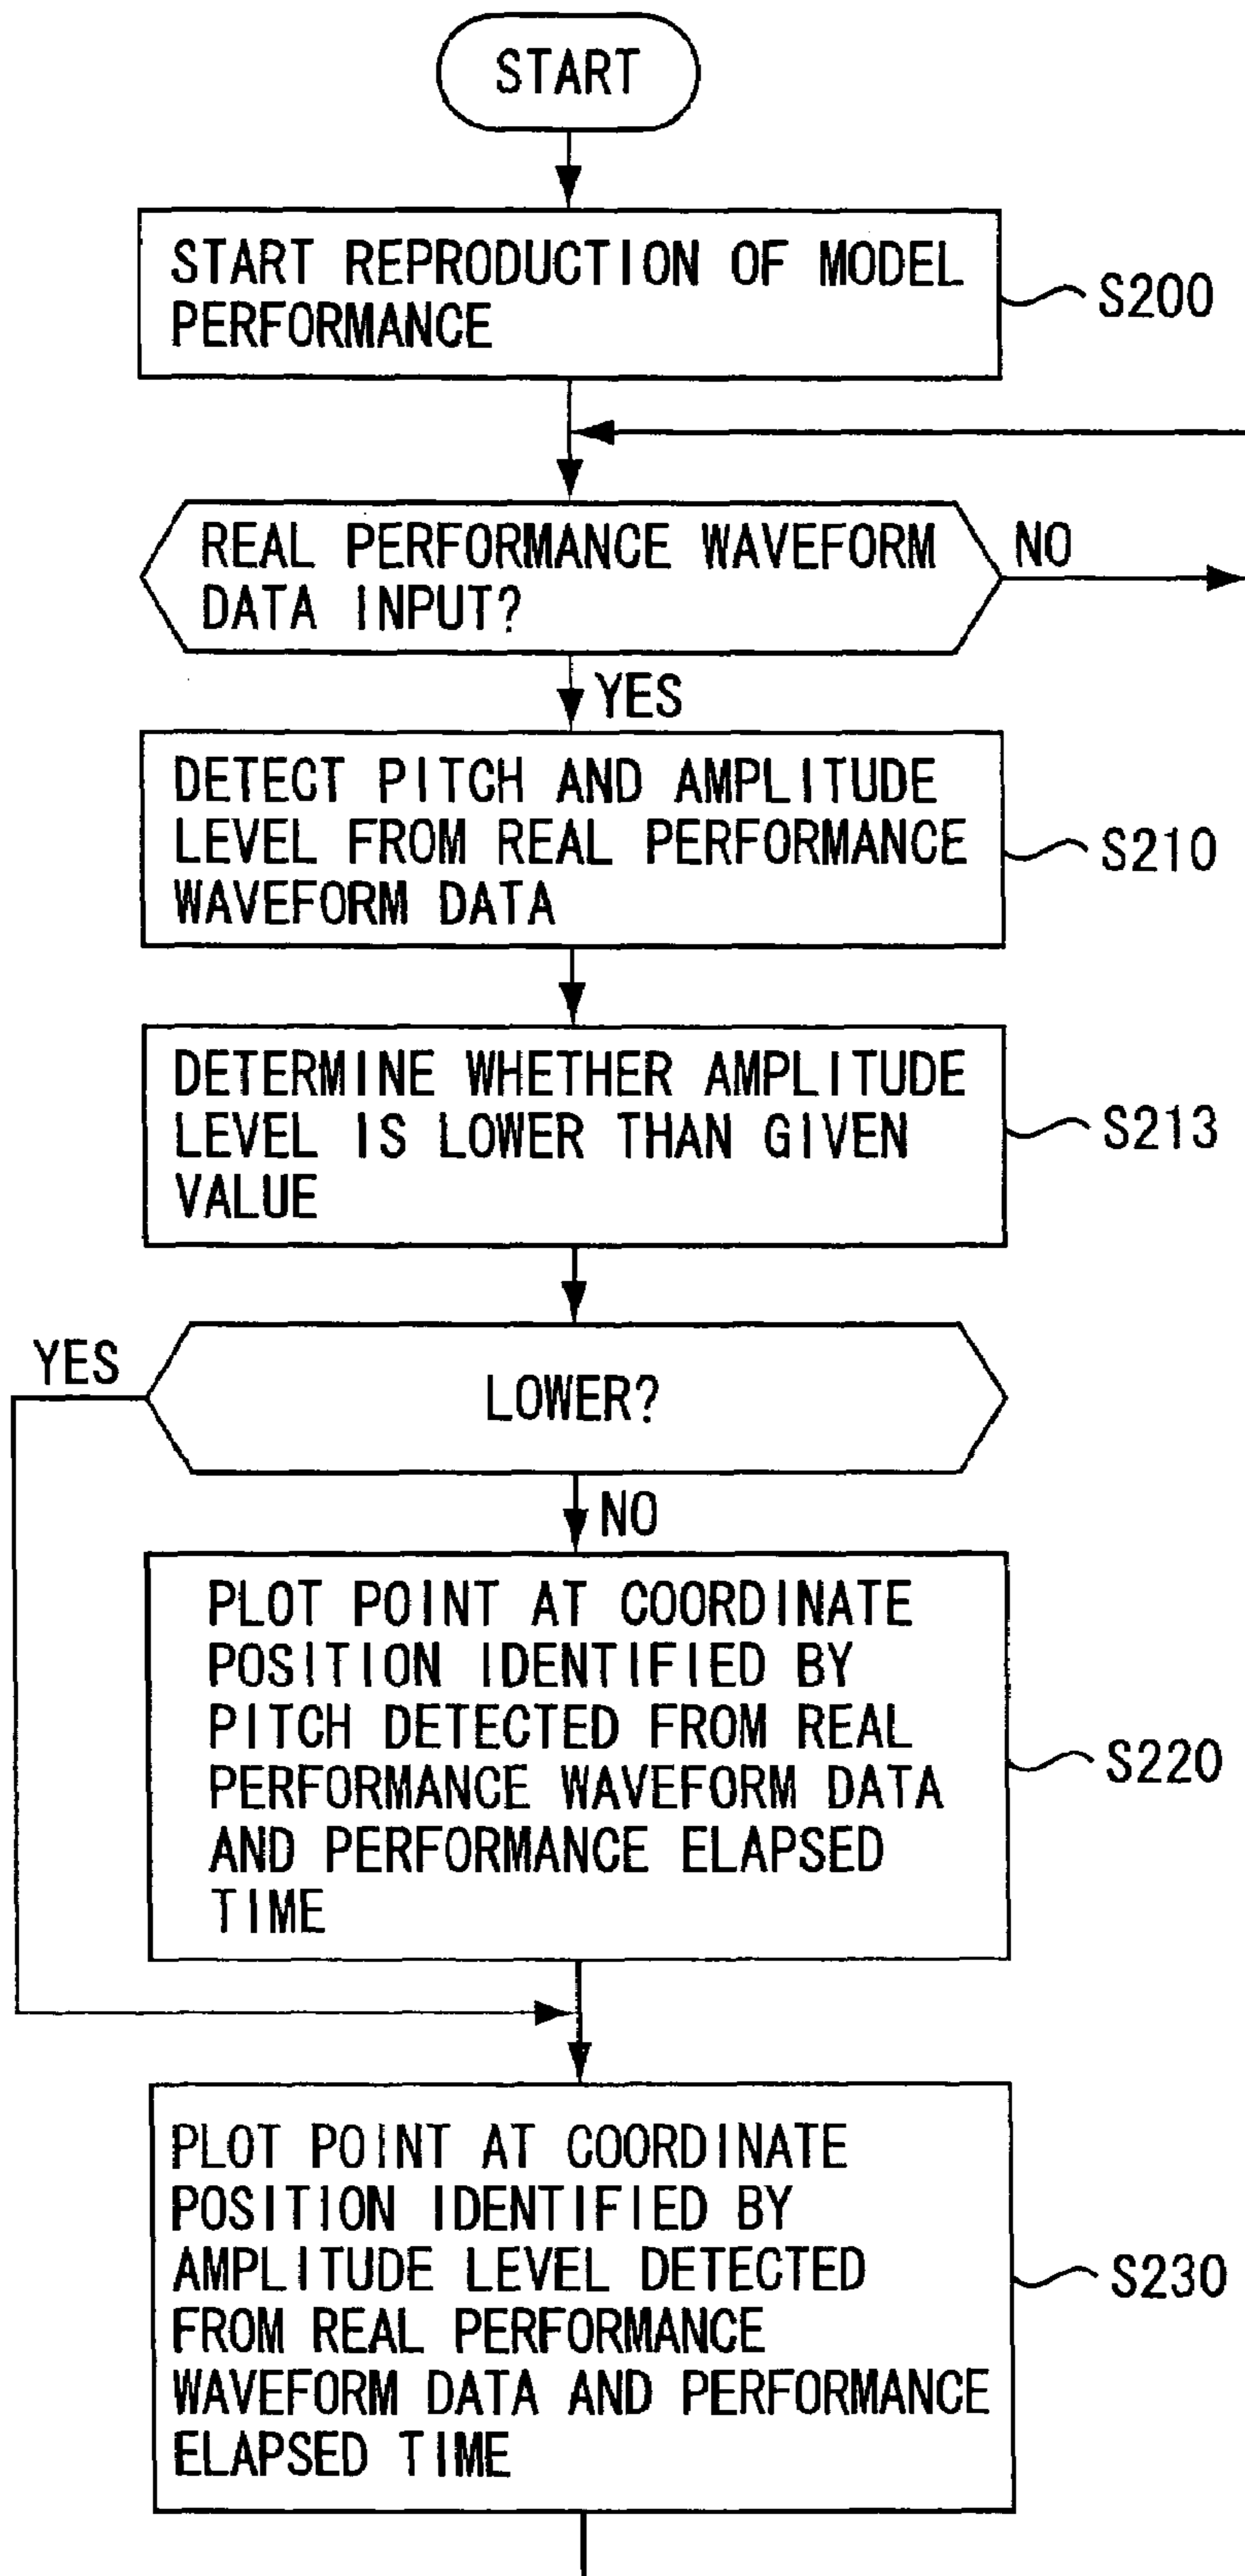 START
START REPRODUCTION OF MODEL
PERFORMANCE
S200
REAL PERFORMANCE WAVEFORM
DATA INPUT?
NO
YES
DETECT PITCH AND AMPLITUDE
LEVEL FROM REAL PERFORMANCE
WAVEFORM DATA
S210
DETERMINE WHETHER AMPLITUDE
LEVEL IS LOWER THAN GIVEN
VALUE
S213
YES
LOWER?
NO
PLOT POINT AT COORDINATE
POSITION IDENTIFIED BY
PITCH DETECTED FROM REAL
PERFORMANCE WAVEFORM DATA
AND PERFORMANCE ELAPSED
TIME
S220
PLOT POINT AT COORDINATE
POSITION IDENTIFIED BY
AMPLITUDE LEVEL DETECTED
FROM REAL PERFORMANCE
WAVEFORM DATA AND PERFORMANCE
ELAPSED TIME
S230